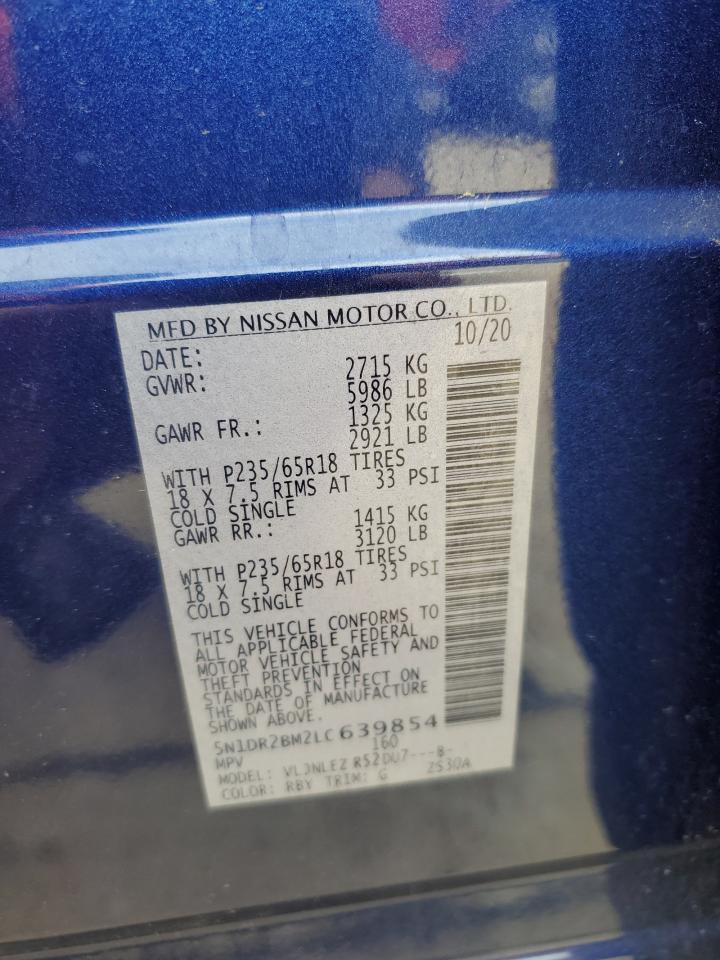 MFD BY NISSAN MOTOR CO., LTD.
DATE: 10/20
GVWR: 2715 KG
5986 LB
GAWR FR.: 1325 KG
2921 LB
WITH P235/65R18 TIRES
18 X 7.5 RIMS AT 33 PSI
COLD SINGLE
GAWR RR.: 1415 KG
3120 LB
WITH P235/65R18 TIRES
18 X 7.5 RIMS AT 33 PSI
COLD SINGLE
THIS VEHICLE CONFORMS TO
ALL APPLICABLE FEDERAL
MOTOR VEHICLE SAFETY AND
THEFT PREVENTION
STANDARDS IN EFFECT ON
THE DATE OF MANUFACTURE
SHOWN ABOVE.
5N1DR2BM2LC639854
MPV 160
MODEL: R52DU7---B-
COLOR: RBY TRIM: G